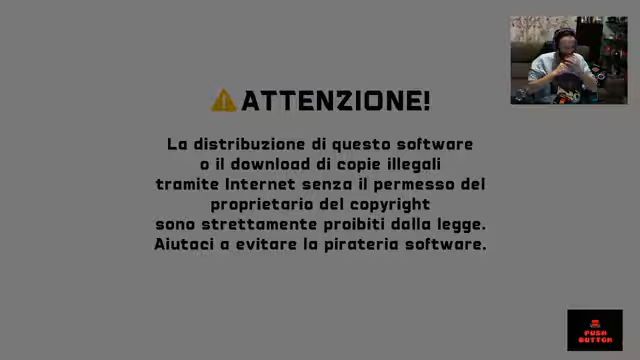 ATTENZIONE!
La distribuzione di questo software
o il download di copie illegali
tramite Internet senza il permesso del
proprietario del copyright
sono strettamente proibiti dalla legge.
Aiutaci a evitare la pirateria software.
PUSH
BUTTON